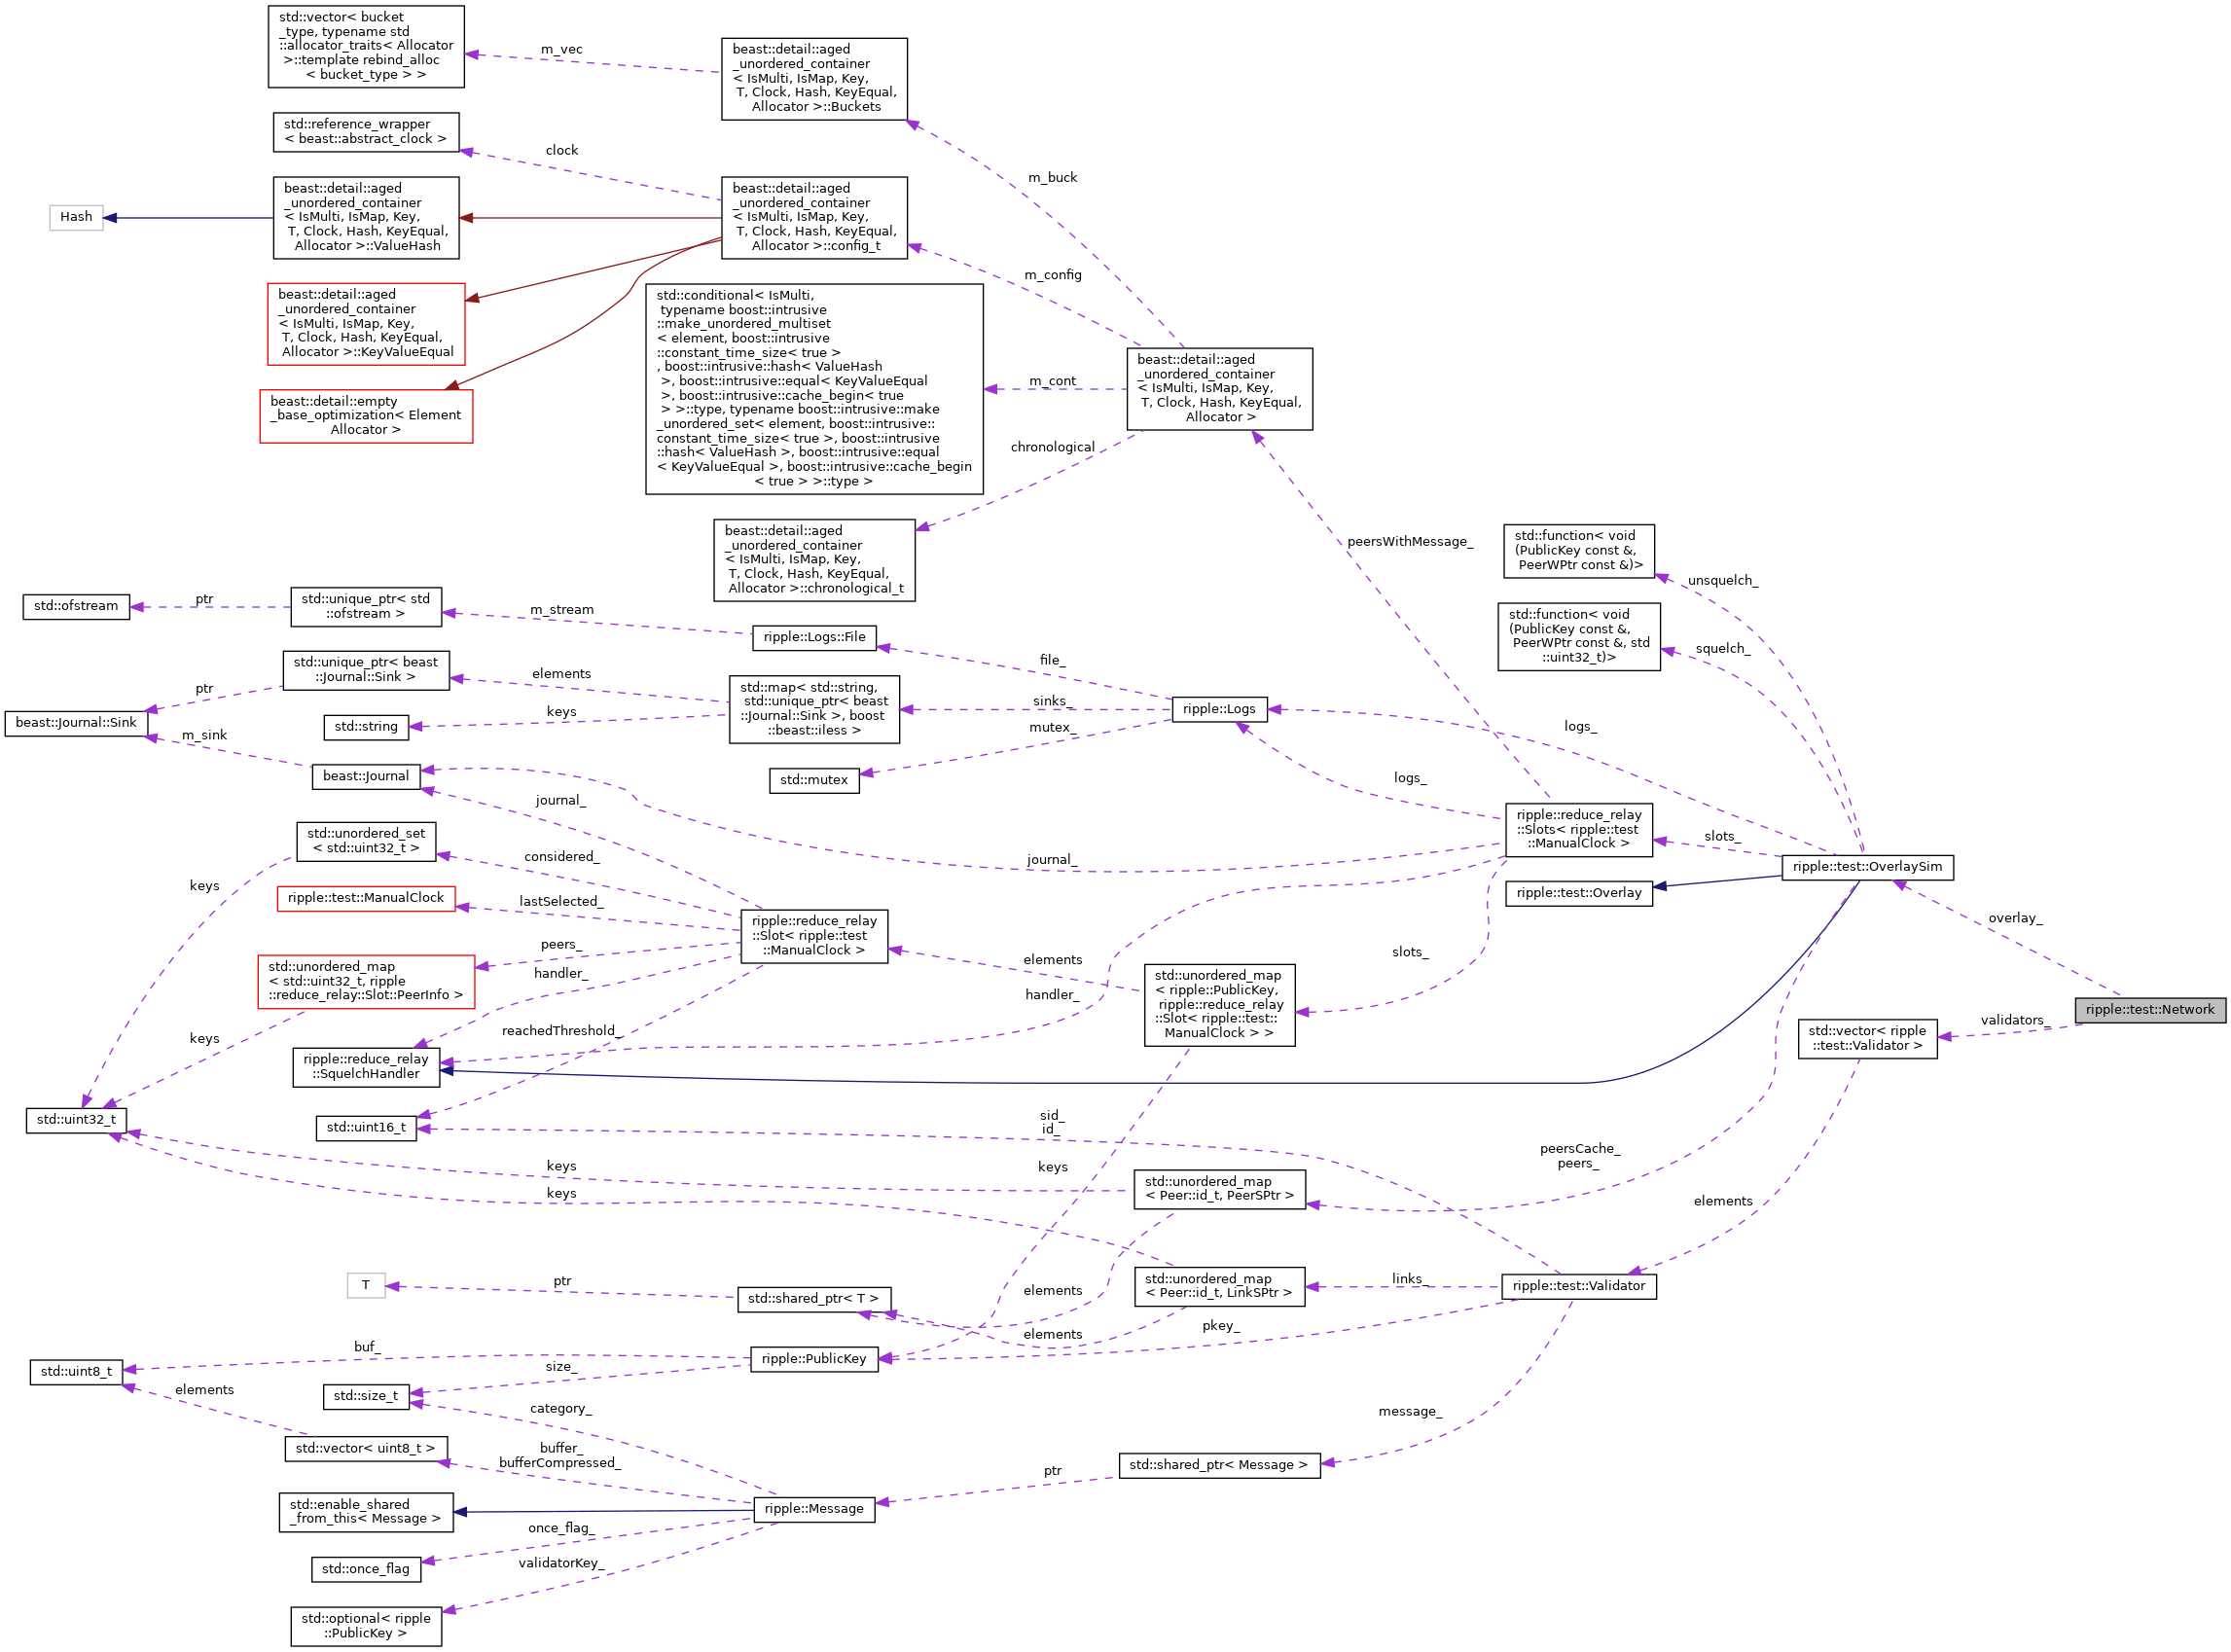 std::vector< bucket
_type, typename std
::allocator_traits< Allocator
>::template rebind_alloc
< bucket_type > >
m_vec
beast::detail::aged
_unordered_container
< IsMulti, IsMap, Key,
T, Clock, Hash, KeyEqual,
Allocator >::Buckets
std::reference_wrapper
< beast::abstract_clock >
clock
m_buck
Hash
beast::detail::aged
_unordered_container
< IsMulti, IsMap, Key,
T, Clock, Hash, KeyEqual,
Allocator >::ValueHash
beast::detail::aged
_unordered_container
< IsMulti, IsMap, Key,
T, Clock, Hash, KeyEqual,
Allocator >::config_t
m_config
beast::detail::aged
_unordered_container
< IsMulti, IsMap, Key,
T, Clock, Hash, KeyEqual,
Allocator >::KeyValueEqual
beast::detail::empty
_base_optimization< Element
Allocator >
std::conditional< IsMulti,
typename boost::intrusive
::make_unordered_multiset
< element, boost::intrusive
::constant_time_size< true >
, boost::intrusive::hash< ValueHash
>, boost::intrusive::equal< KeyValueEqual
>, boost::intrusive::cache_begin< true
> >::type, typename boost::intrusive::make
_unordered_set< element, boost::intrusive::
constant_time_size< true >, boost::intrusive
::hash< ValueHash >, boost::intrusive::equal
< KeyValueEqual >, boost::intrusive::cache_begin
< true > >::type >
m_cont
beast::detail::aged
_unordered_container
< IsMulti, IsMap, Key,
T, Clock, Hash, KeyEqual,
Allocator >
chronological
beast::detail::aged
_unordered_container
< IsMulti, IsMap, Key,
T, Clock, Hash, KeyEqual,
Allocator >::chronological_t
peersWithMessage_
std::function< void
(PublicKey const &,
PeerWPtr const &)>
unsquelch_
std::function< void
(PublicKey const &,
PeerWPtr const &, std
::uint32_t)>
squelch_
std::ofstream
ptr
std::unique_ptr< std
::ofstream >
m_stream
ripple::Logs::File
file_
std::unique_ptr< beast
::Journal::Sink >
elements
ptr
std::map< std::string,
std::unique_ptr< beast
::Journal::Sink >, boost
::beast::iless >
sinks_
ripple::Logs
logs_
keys
std::string
beast::Journal::Sink
m_sink
mutex_
std::mutex
beast::Journal
journal_
logs_
ripple::reduce_relay
::Slots< ripple::test
::ManualClock >
slots_
ripple::test::OverlaySim
std::unordered_set
< std::uint32_t >
considered_
journal_
keys
ripple::test::ManualClock
lastSelected_
ripple::test::Overlay
ripple::reduce_relay
::Slot< ripple::test
::ManualClock >
overlay_
peers_
std::unordered_map
< std::uint32_t, ripple
::reduce_relay::Slot::PeerInfo >
handler_
elements
slots_
std::unordered_map
< ripple::PublicKey,
ripple::reduce_relay
::Slot< ripple::test::
ManualClock > >
handler_
ripple::test::Network
validators_
std::vector< ripple
::test::Validator >
reachedThreshold_
keys
ripple::reduce_relay
::SquelchHandler
std::uint32_t
std::uint16_t
sid_
id_
keys
keys
keys
peersCache_
peers_
std::unordered_map
< Peer::id_t, PeerSPtr >
elements
T
ptr
std::shared_ptr< T >
elements
std::unordered_map
< Peer::id_t, LinkSPtr >
links_
ripple::test::Validator
elements
pkey_
buf_
ripple::PublicKey
std::uint8_t
size_
elements
std::size_t
category_
message_
std::vector< uint8_t >
buffer_
bufferCompressed_
ptr
std::shared_ptr< Message >
std::enable_shared
_from_this< Message >
ripple::Message
once_flag_
std::once_flag
validatorKey_
std::optional< ripple
::PublicKey >